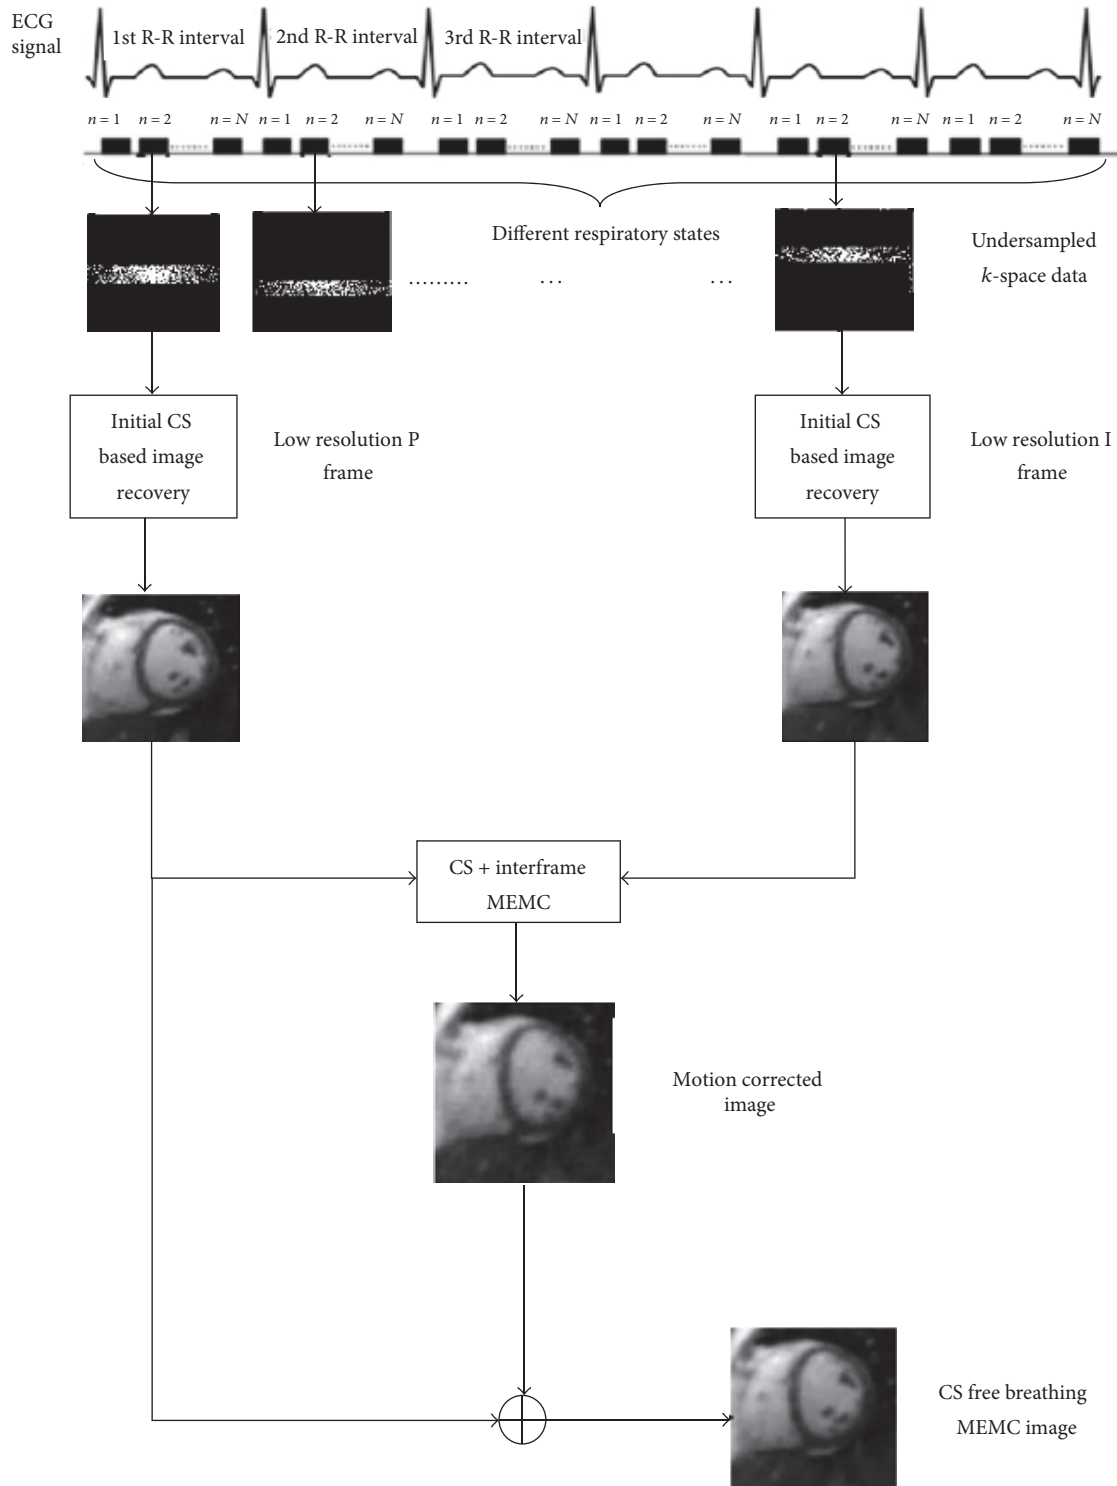 ECG
signal
1st R-R interval
2nd R-R interval
3rd R-R interval
n = 1
n = 2
n = N
n = 1
n = 2
n = N
n = 1
n = 2
n = N
n = 1
n = 2
n = N
n = 1
n = 2
n = N
n = 1
n = 2
n = N
Different respiratory states
Undersampled
k-space data
Initial CS
based image
recovery
Low resolution P
frame
Initial CS
based image
recovery
Low resolution I
frame
CS + interframe
MEMC
Motion corrected
image
CS free breathing
MEMC image